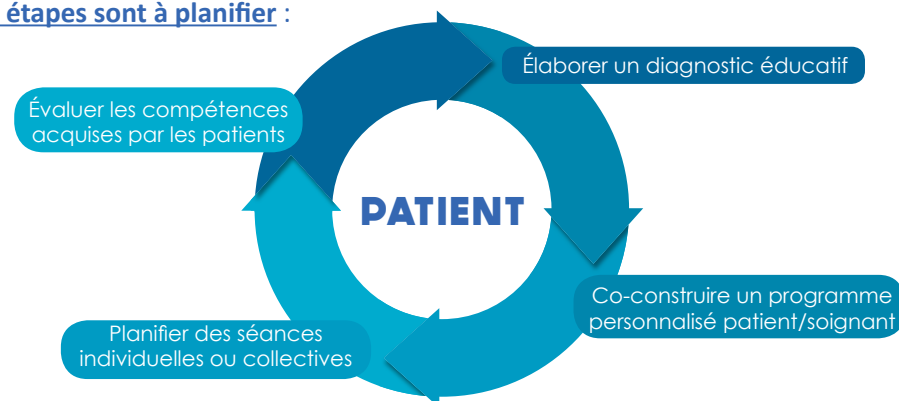 étapes sont à planifier :
Élaborer un diagnostic éducatif
Évaluer les compétences
acquises par les patients
PATIENT
Co-construire un programme
personnalisé patient/soignant
Planifier des séances
individuelles ou collectives